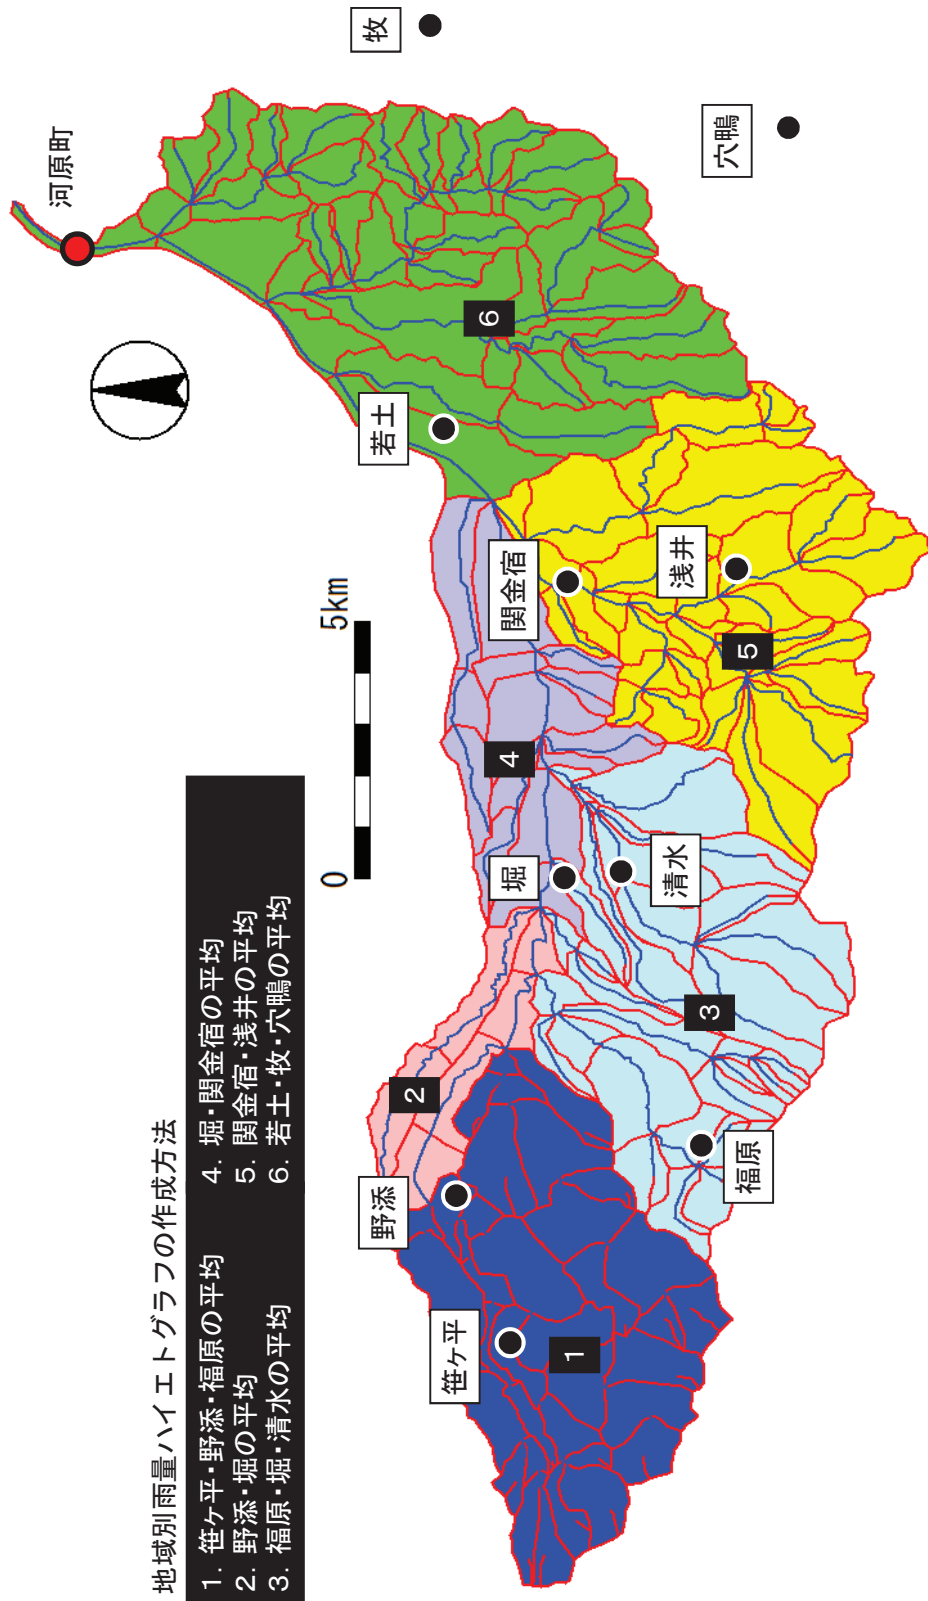 地域別雨量ハイエトグラフの作成方法
1. 笹ヶ平・野添・福原の平均
2. 野添・堀の平均
3. 福原・堀・清水の平均
4. 堀・関金宿の平均
5. 関金宿・浅井の平均
6. 若土・牧・穴鴨の平均
0
5km
河原町
牧
穴鴨
若土
6
関金宿
浅井
5
4
堀
清水
3
2
野添
福原
笹ヶ平
1